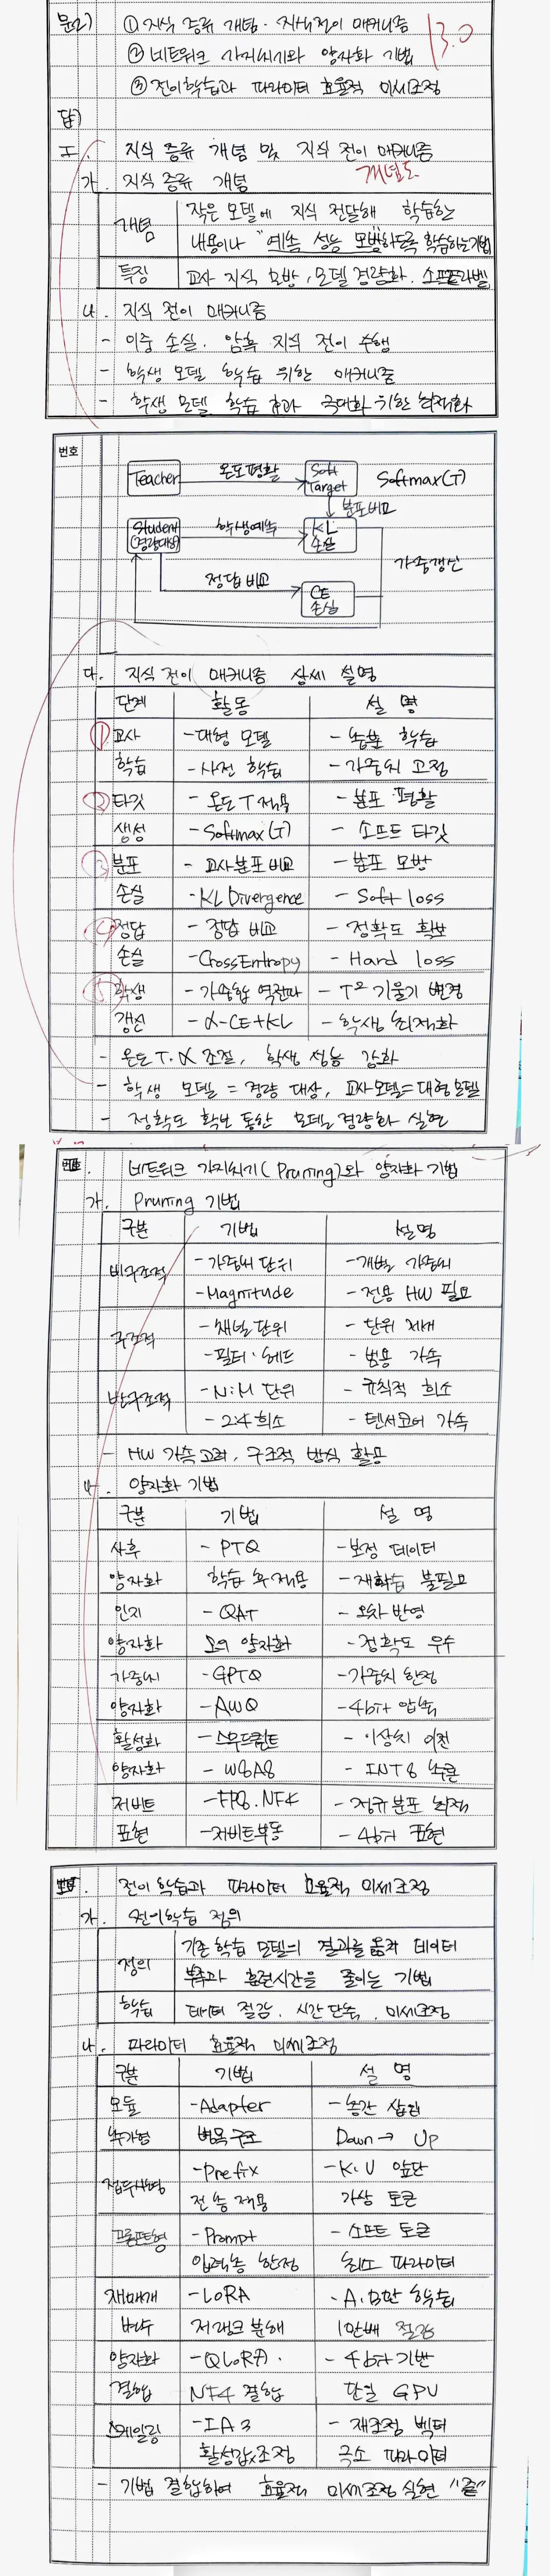 문2) ① 지식 증류 개념. 지식전이 매커니즘
② 네트워크 가지치기와 양자화 기법
③ 전이학습과 파라미터 효율적 미세조정
13.0
답)
I. 지식 증류 개념 및 지식 전이 매커니즘
가. 지식 증류 개념
개념도
개념 작은 모델에 지식 전달해 학습한
내용이나 "예측 성능 모방하도록 학습하는기법
특징 교사 지식 모방, 모델 경량화. 소프트라벨
나. 지식 전이 매커니즘
- 이중 손실. 암흑 지식 전이 수행
- 학생 모델 학습 위한 매커니즘
- 학생 모델 학습 효과 극대화 위한 최적화
번호
Teacher 온도평활 Soft Target Softmax(T)
분포비교
Student (경량대상) 학생예측 KL 손실
가중갱신
정답 비교 CE 손실
다. 지식 전이 매커니즘 상세 설명
단계 활동 설명
① 교사 - 대형 모델 - 충분 학습
학습 - 사전 학습 - 가중치 고정
② 타깃 - 온도 T 적용 - 분포 평활
생성 - Softmax(T) - 소프트 타깃
③ 분포 - 교사분포 비교 - 분포 모방
손실 - KL Divergence - Soft loss
④ 정답 - 정답 비교 - 정확도 확보
손실 - CrossEntropy - Hard loss
⑤ 학생 - 가중합 역전파 - T² 기울기 변경
갱신 - α-CE+KL - 학생 최적화
- 온도 T. α 조절, 학생 성능 강화
- 학생 모델 = 경량 대상, 교사모델 = 대형모델
- 정확도 확보 통한 모델 경량화 실현
번호. 네트워크 가지치기(Pruning)와 양자화 기법
가. Pruning 기법
구분 기법 설명
비구조적 - 가중치 단위 - 개별 가중치
- Magnitude - 전용 HW 필요
구조적 - 채널 단위 - 단위 제거
- 필터·헤드 - 범용 가속
반구조적 - N:M 단위 - 규칙적 희소
- 2:4 희소 - 텐서코어 가속
- HW 가속 고려, 구조적 방식 활용
나. 양자화 기법
구분 기법 설명
사후 - PTQ - 보정 데이터
양자화 학습 후 적용 - 재학습 불필요
인지 - QAT - 오차 반영
양자화 모의 양자화 - 정확도 우수
가중치 - GPTQ - 가중치 한정
양자화 - AWQ - 4bit 압축
활성화 - 스무드퀀트 - 이상치 이전
양자화 - W8A8 - INT8 추론
저비트 - FP8. NF4 - 정규분포 최적
표현 - 저비트부동 - 4bit 표현
번호. 전이 학습과 파라미터 효율적 미세조정
가. 전이학습 정의
정의 기존 학습 모델의 결과를 옮겨 데이터
부족과 훈련시간을 줄이는 기법
학습 데이터 절감. 시간 단축, 미세조정
나. 파라미터 효율적 미세조정
구분 기법 설명
모듈 - Adapter - 층간 삽입
추가형 병목 구조 Down → Up
접두사형 - Prefix - K.V 앞단
전 층 적용 가상 토큰
프롬프트형 - Prompt - 소프트 토큰
입력층 한정 최소 파라미터
재매개 - LoRA - A.B만 학습
변수 저랭크 분해 1만배 절감
양자화 - QLoRA. - 4bit 기반
결합 NF4 결합 단일 GPU
스케일링 - IA3 - 재조정 벡터
활성값조정 극소 파라미터
- 기법 결합하여 효율적 미세조정 실현 "끝"